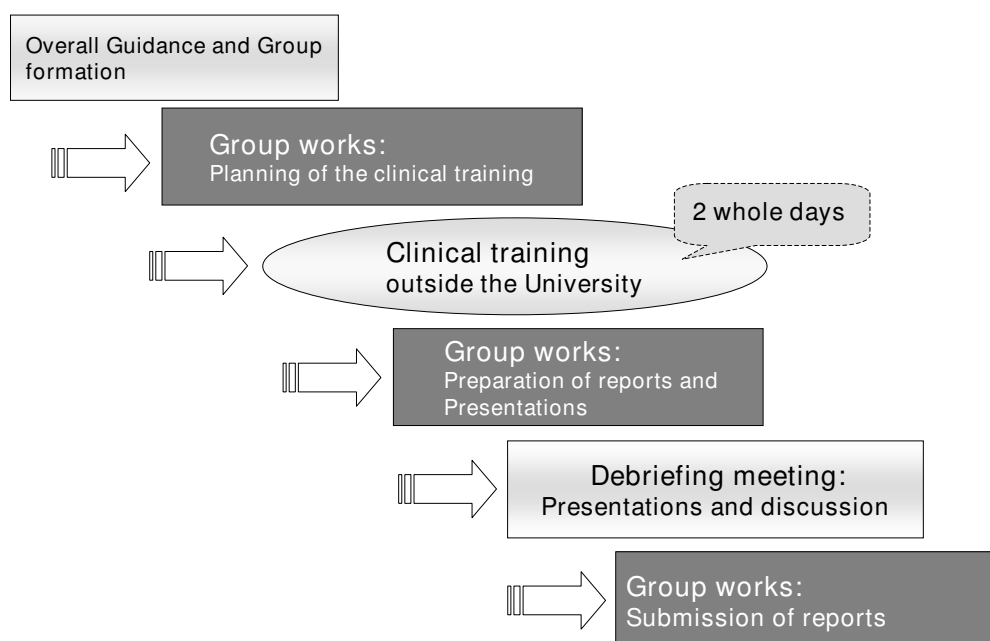 Overall Guidance and Group
formation
Group works:
Planning of the clinical training
2 whole days
Clinical training
outside the University
Group works:
Preparation of reports and
Presentations
Debriefing meeting:
Presentations and discussion
Group works:
Submission of reports